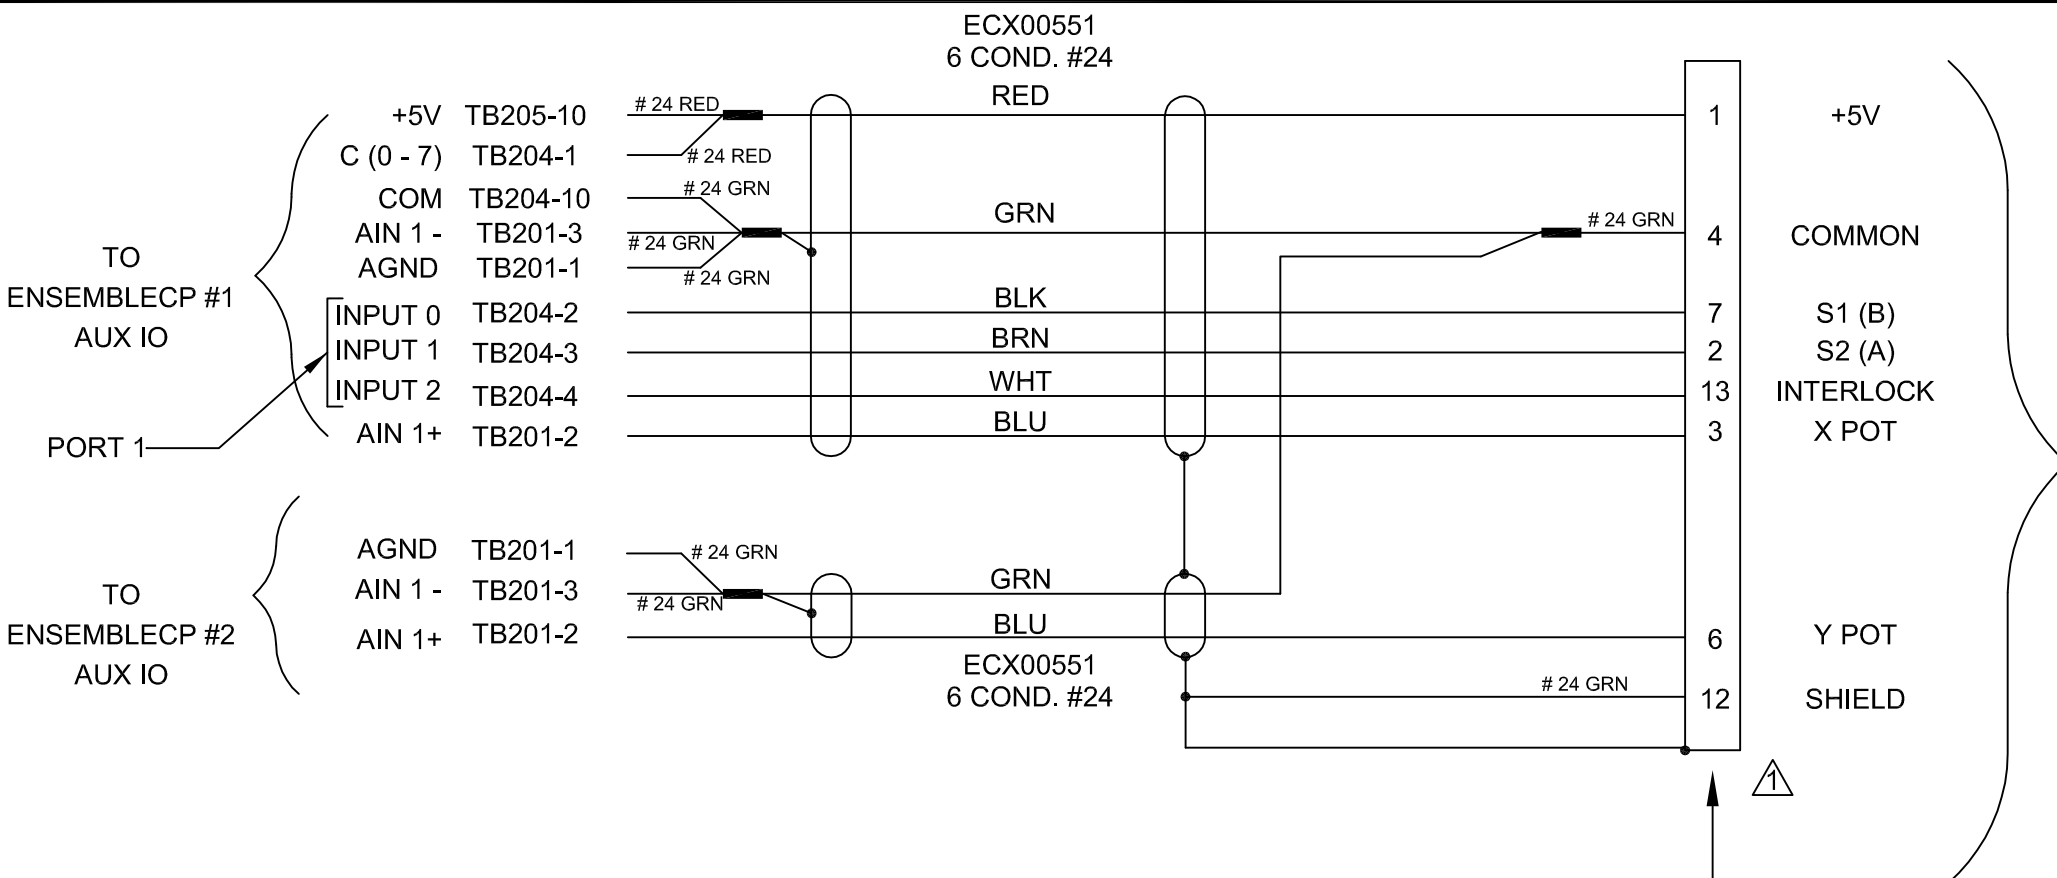 ECX00551
6 COND. #24
+5V TB205-10 # 24 RED RED 1 +5V
C (0 - 7) TB204-1 # 24 RED
COM TB204-10 # 24 GRN
AIN 1 - TB201-3 # 24 GRN GRN # 24 GRN 4 COMMON
AGND TB201-1 # 24 GRN
TO
ENSEMBLECP #1
AUX IO
INPUT 0 TB204-2 BLK 7 S1 (B)
INPUT 1 TB204-3 BRN 2 S2 (A)
INPUT 2 TB204-4 WHT 13 INTERLOCK
AIN 1+ TB201-2 BLU 3 X POT
PORT 1
AGND TB201-1 # 24 GRN
AIN 1 - TB201-3 # 24 GRN GRN
AIN 1+ TB201-2 BLU 6 Y POT
TO
ENSEMBLECP #2
AUX IO
ECX00551
6 COND. #24
# 24 GRN 12 SHIELD
1